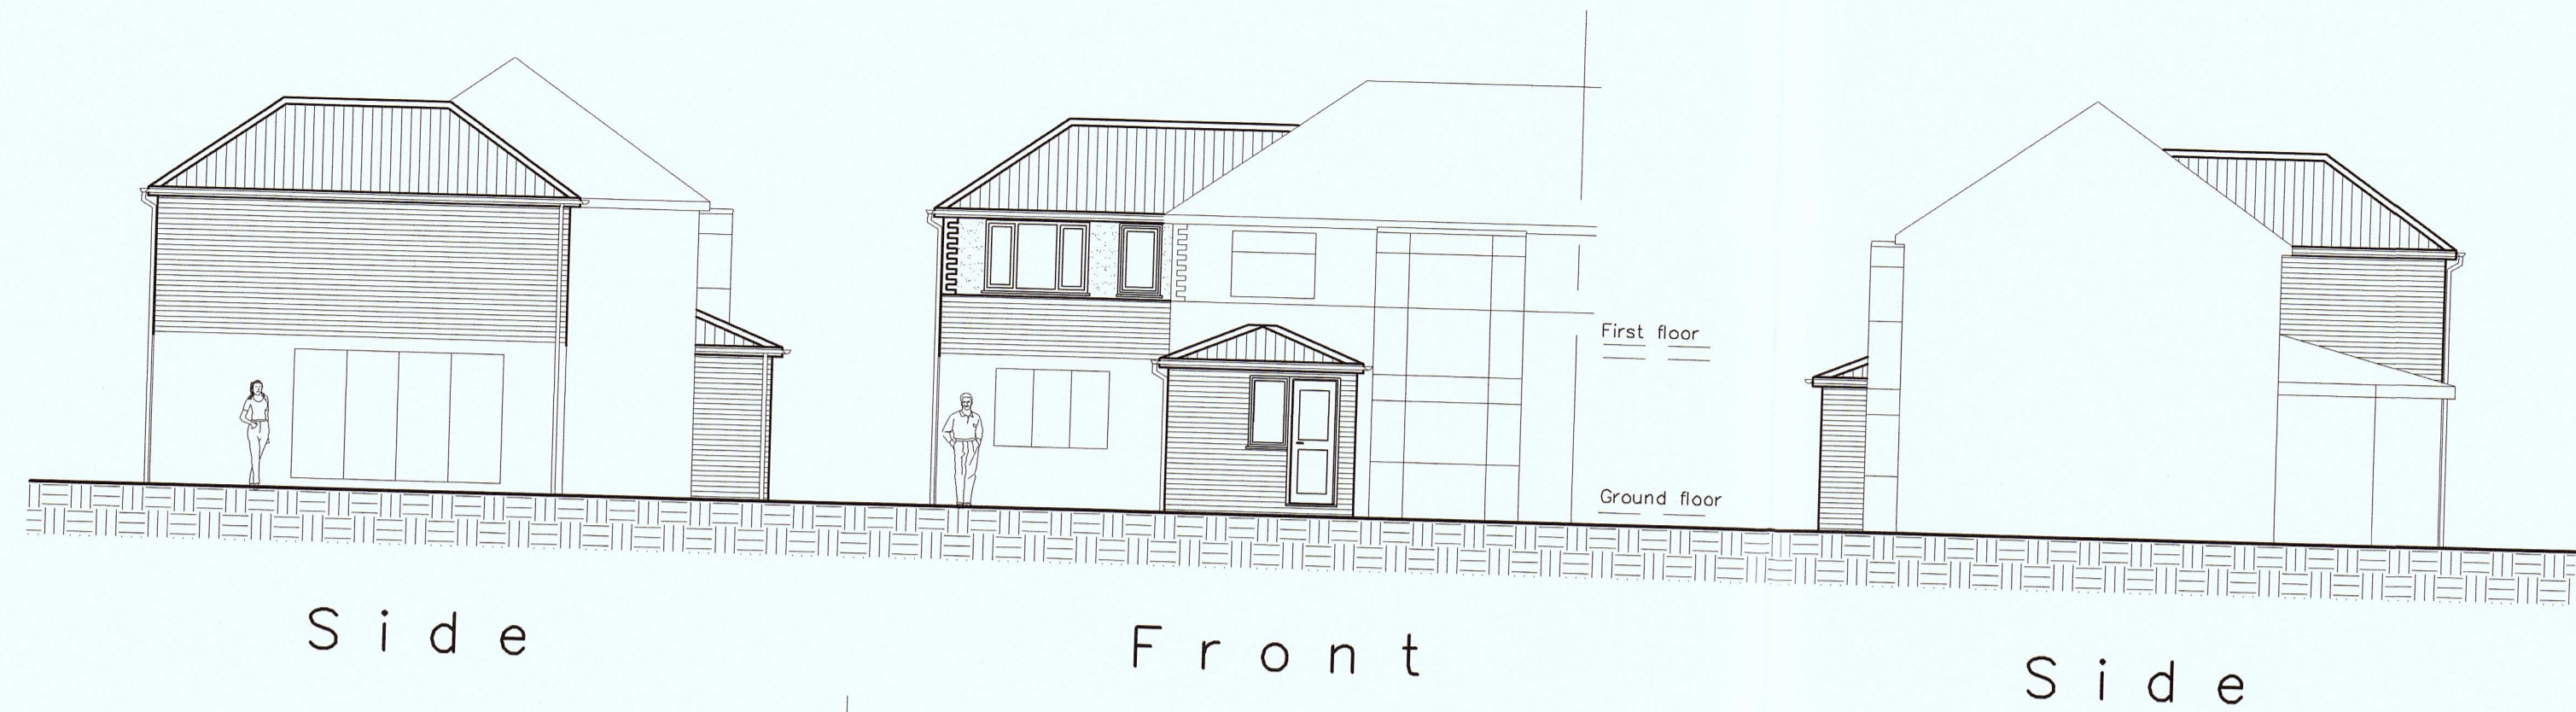 First floor
Ground floor
Side
Front
Side